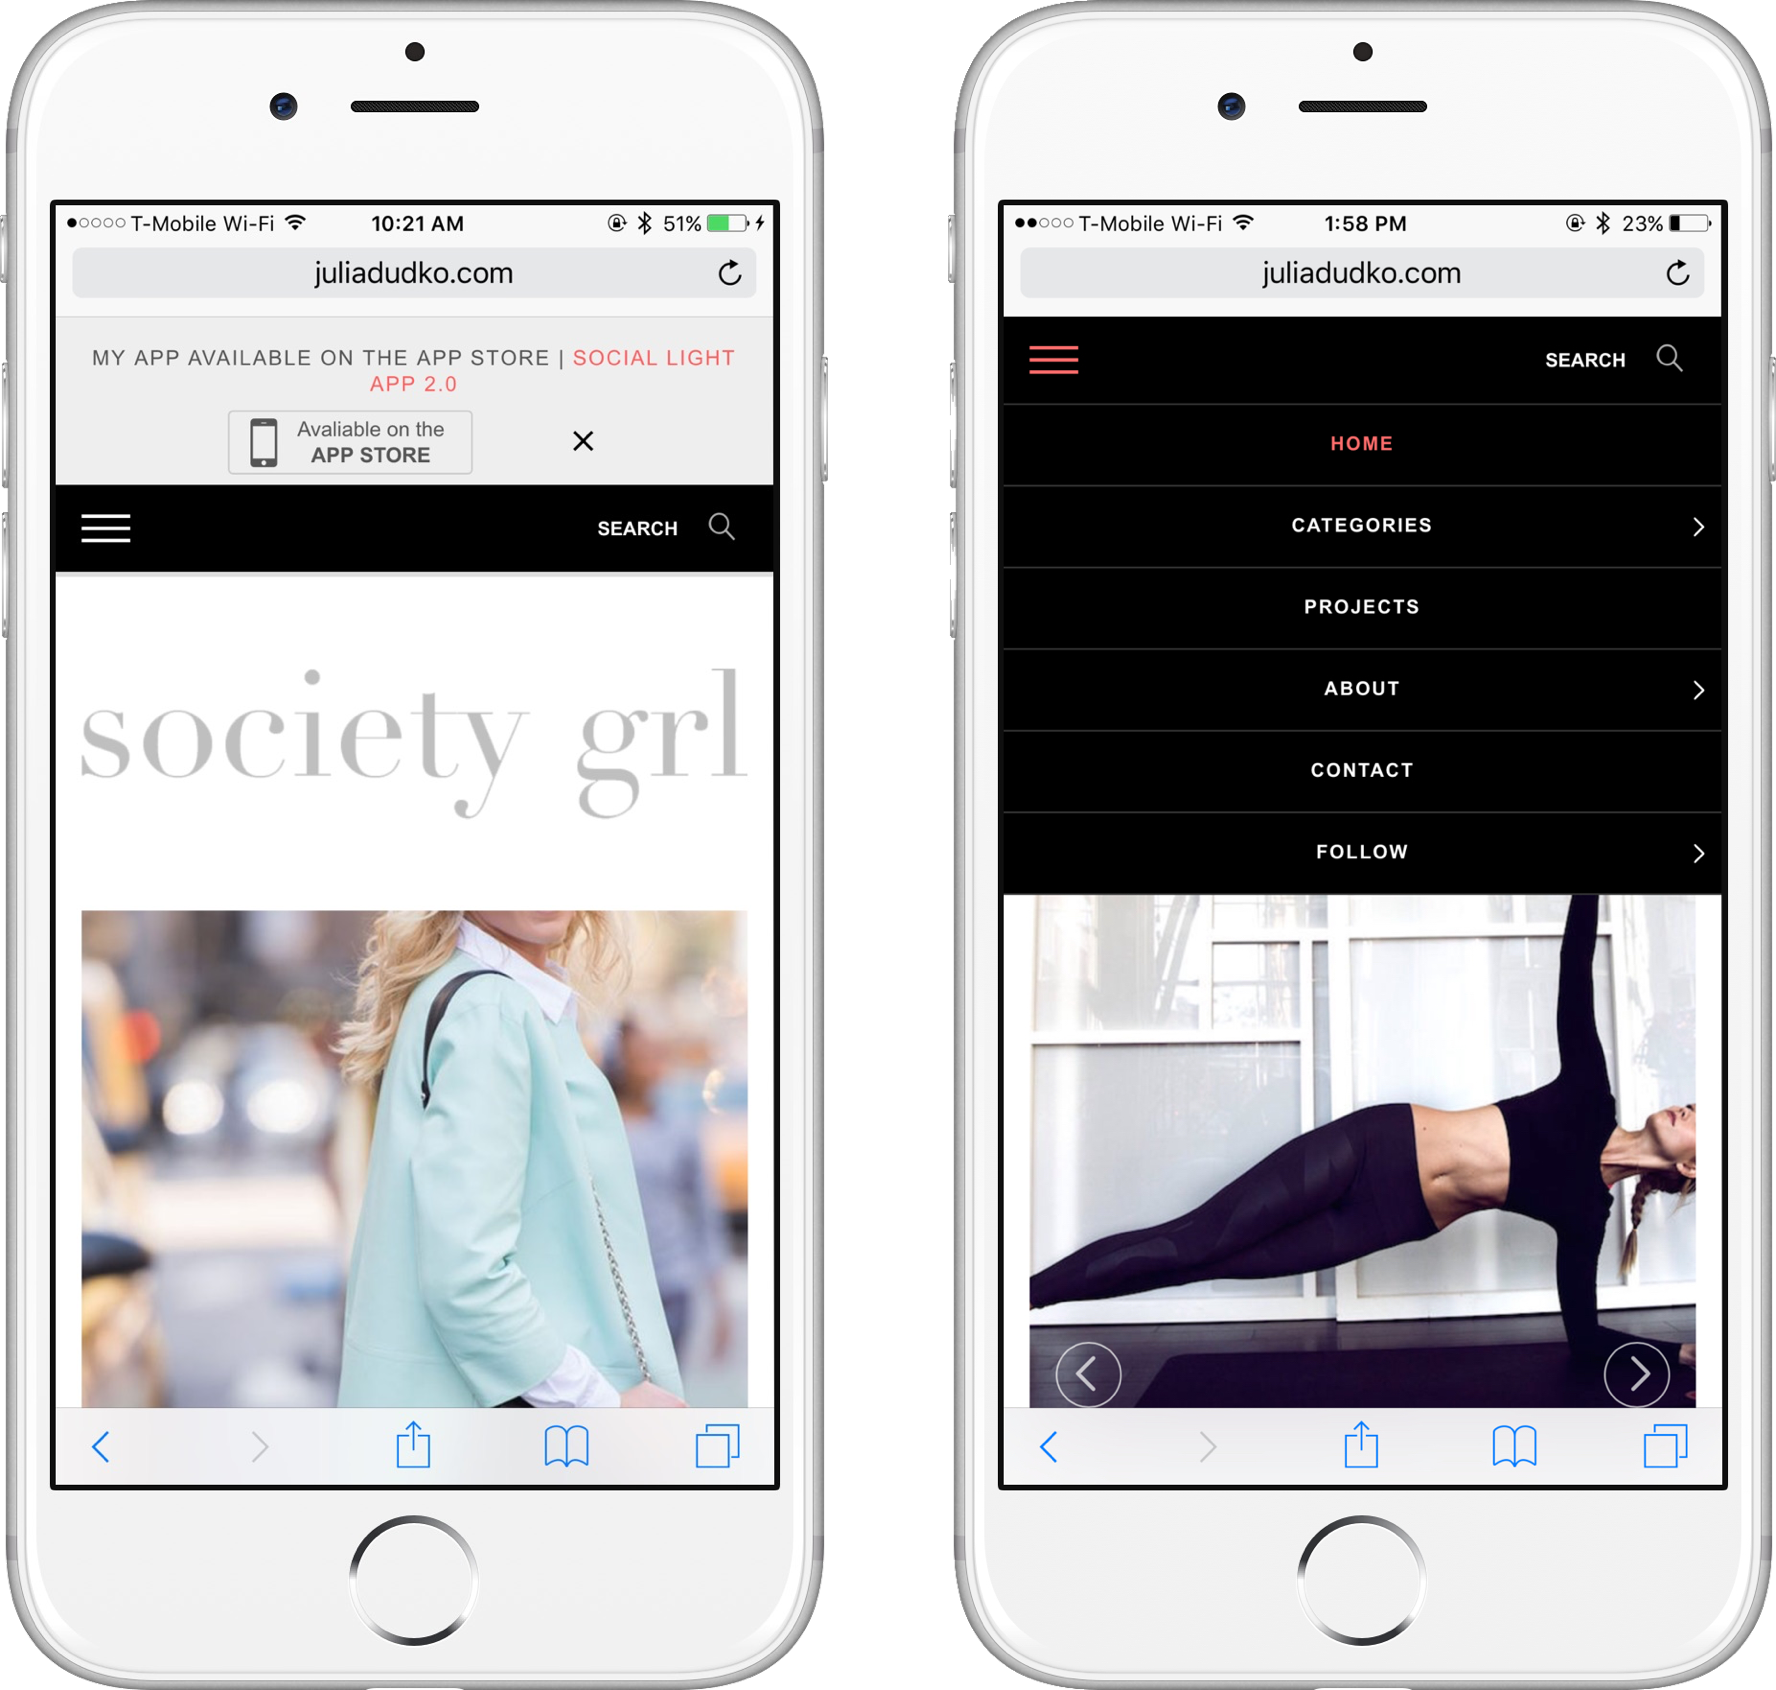 T-Mobile Wi-Fi 10:21 AM 51%
juliadudko.com
MY APP AVAILABLE ON THE APP STORE | SOCIAL LIGHT
APP 2.0
Avaliable on the
APP STORE
SEARCH
society grl
T-Mobile Wi-Fi 1:58 PM 23%
juliadudko.com
SEARCH
HOME
CATEGORIES
PROJECTS
ABOUT
CONTACT
FOLLOW